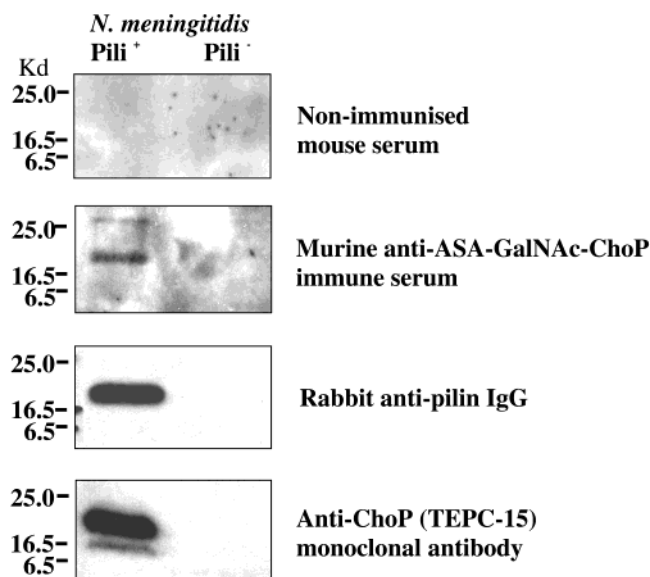 N. meningitidis
Pili + Pili -
Kd
25.0
16.5
6.5
Non-immunised
mouse serum
25.0
16.5
6.5
Murine anti-ASA-GalNAc-ChoP
immune serum
25.0
16.5
6.5
Rabbit anti-pilin IgG
25.0
16.5
6.5
Anti-ChoP (TEPC-15)
monoclonal antibody